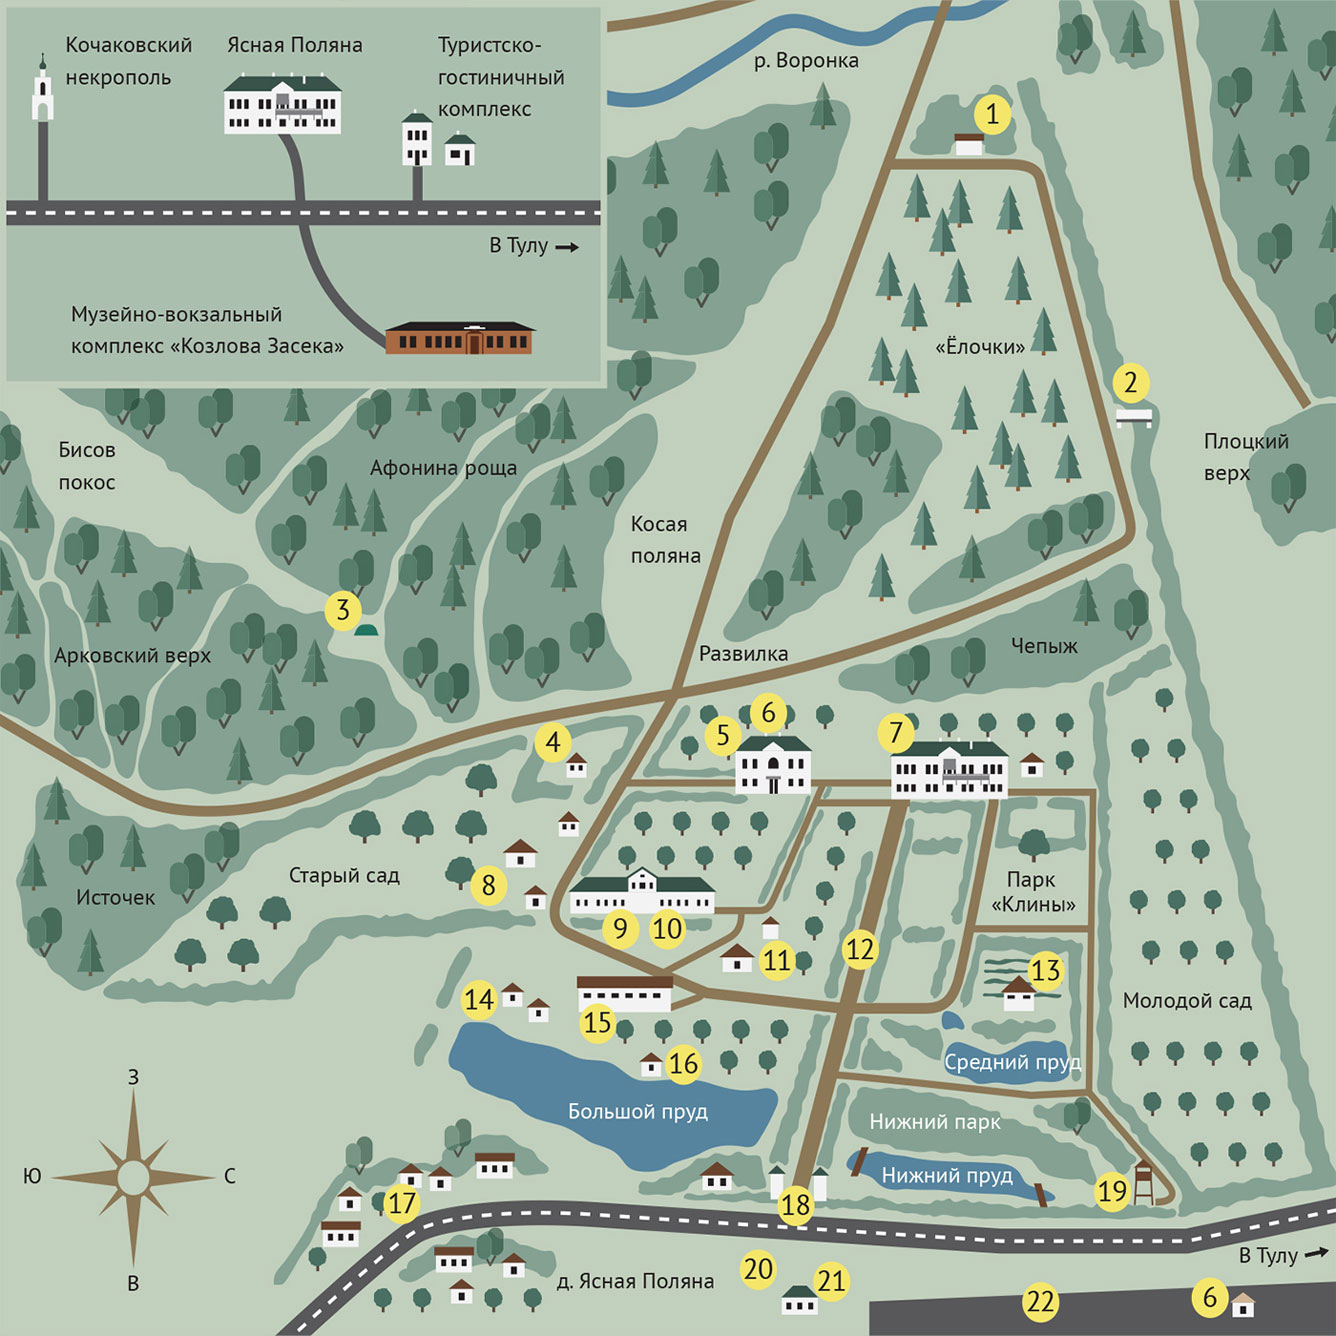 Кочаковский
некрополь
Ясная Поляна
Туристско-
гостиничный
комплекс
В Тулу
Музейно-вокзальный
комплекс «Козлова Засека»
р. Воронка
1
«Ёлочки»
2
Плоцкий
верх
Бисов
покос
Афонина роща
Косая
поляна
3
Арковский верх
Развилка
Чепыж
4
5
6
7
Источек
Старый сад
8
9
10
11
12
Парк
«Клины»
13
Молодой сад
14
15
16
Средний пруд
Большой пруд
Нижний парк
Нижний пруд
З
Ю
С
В
17
18
19
В Тулу
д. Ясная Поляна
20
21
22
6